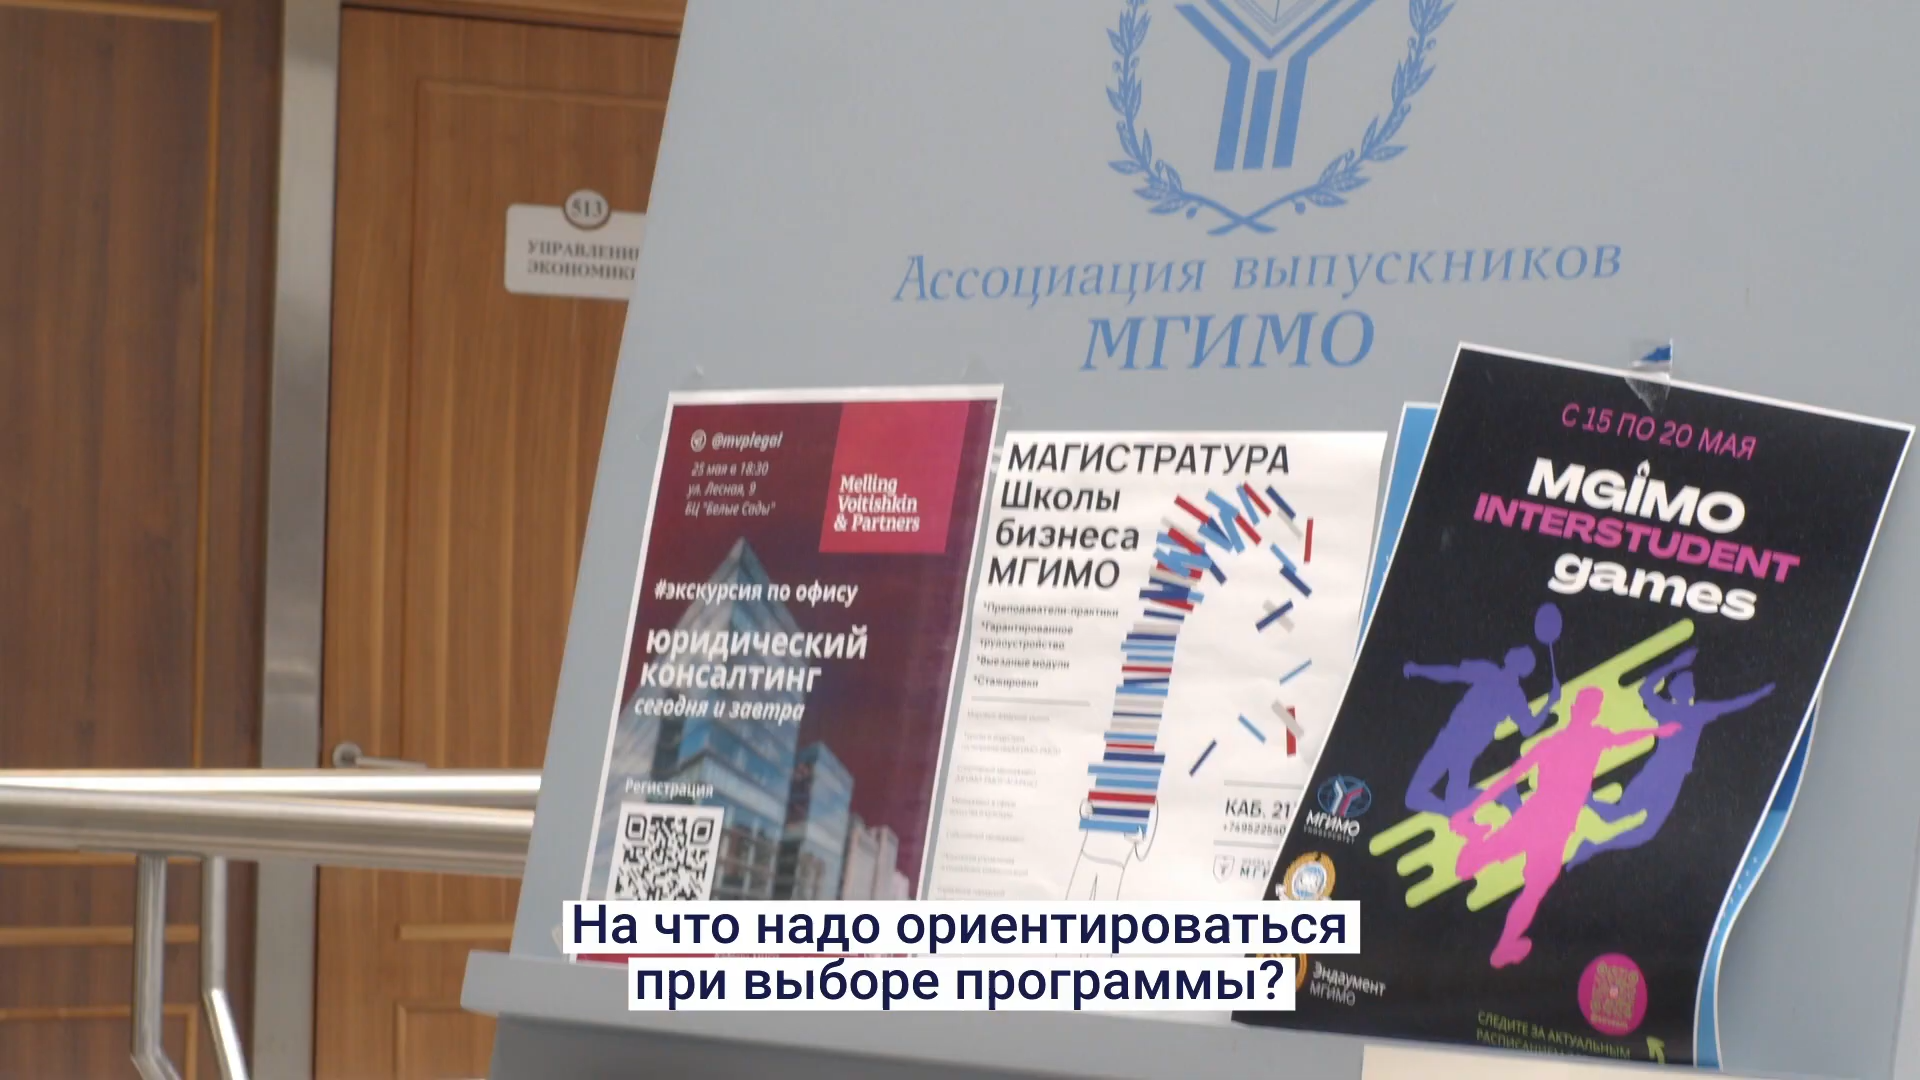 513
УПРАВЛЕНИ
ЭКОНОМИК
Ассоциация выпускников
МГИМО
@mvplegal
25 мая в 18:30
ул. Лесная, 9
БЦ "Белые Сады"
Melling
Voitishkin
& Partners
#экскурсия по офису
юридический
консалтинг
сегодня и завтра
Регистрация
МАГИСТРАТУРА
Школы
бизнеса
МГИМО
*Преподаватели-практики
*Гарантированное
трудоустройство
*Выездные модули
*Стажировки
КАБ. 21
+749522540
С 15 ПО 20 МАЯ
MGIMO
INTERSTUDENT
games
МГИМО
УНИВЕРСИТЕТ
Эндаумент
МГИМО
СЛЕДИТЕ ЗА АКТУАЛЬНЫМ
РАСПИСАНИЕМ
На что надо ориентироваться
при выборе программы?